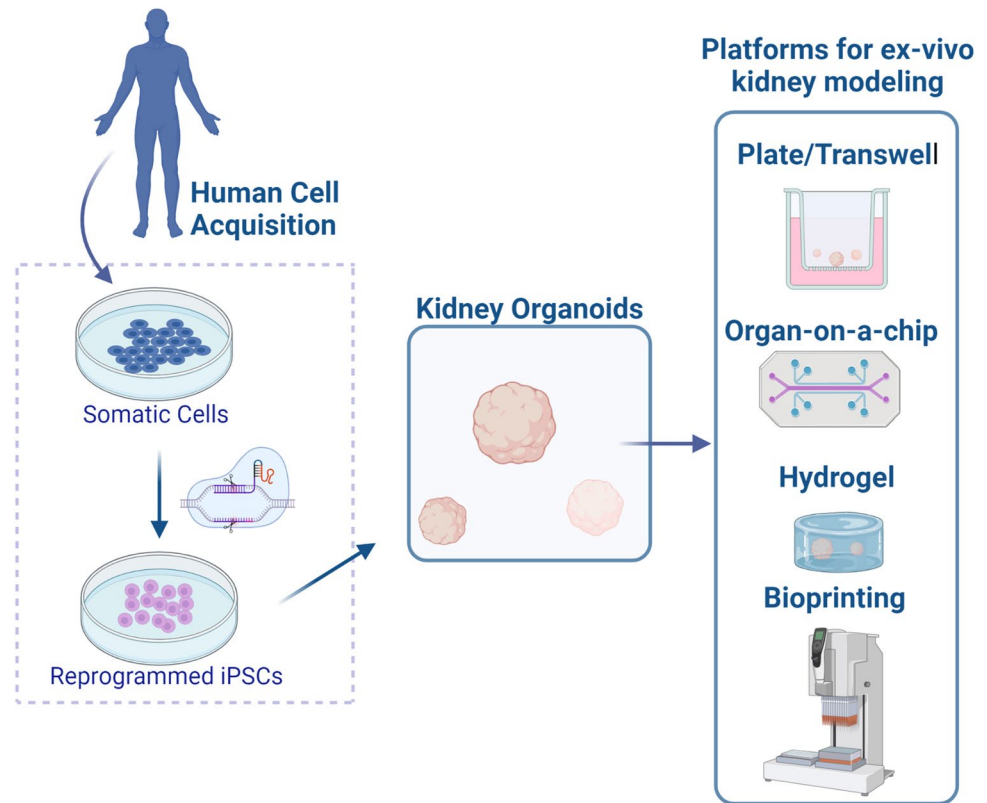 Human Cell
Acquisition
Somatic Cells
Reprogrammed iPSCs
Kidney Organoids
Platforms for ex-vivo
kidney modeling
Plate/Transwell
Organ-on-a-chip
Hydrogel
Bioprinting